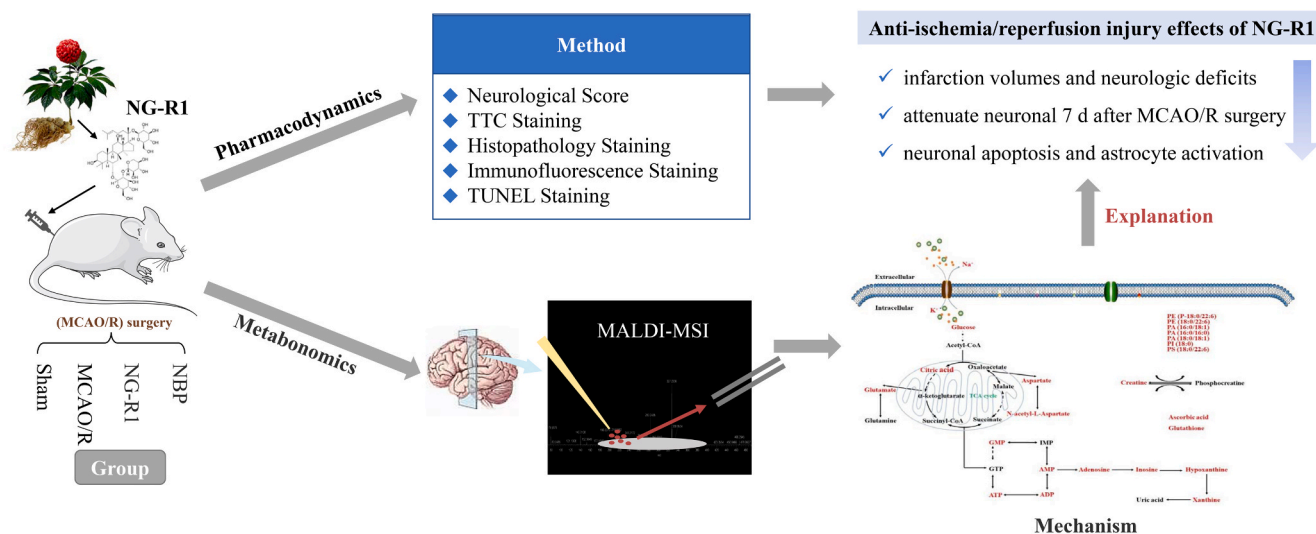 NG-R1
(MCAO/R) surgery
Sham
MCAO/R
NG-R1
NBP
Group
Pharmacodynamics
Metabonomics
Method
Neurological Score
TTC Staining
Histopathology Staining
Immunofluorescence Staining
TUNEL Staining
MALDI-MSI
Anti-ischemia/reperfusion injury effects of NG-R1
infarction volumes and neurologic deficits
attenuate neuronal 7 d after MCAO/R surgery
neuronal apoptosis and astrocyte activation
Explanation
Na⁺
Extracellular
Intracellular
K⁺
Glucose
Acetyl-CoA
Citric acid
Oxaloacetate
Malate
Aspartate
Glutamate
α-ketoglutarate
TCA cycle
N-acetyl-L-Aspartate
Glutamine
Succinyl-CoA
Succinate
PE (P-18:0/22:6)
PE (18:0/22:6)
PA (16:0/18:1)
PA (16:0/16:0)
PA (18:0/18:1)
PI (18:0)
PS (18:0/22:6)
Creatine
Phosphocreatine
Ascorbic acid
Glutathione
GMP
IMP
GTP
AMP
Adenosine
Inosine
Hypoxanthine
ATP
ADP
Uric acid
Xanthine
Mechanism